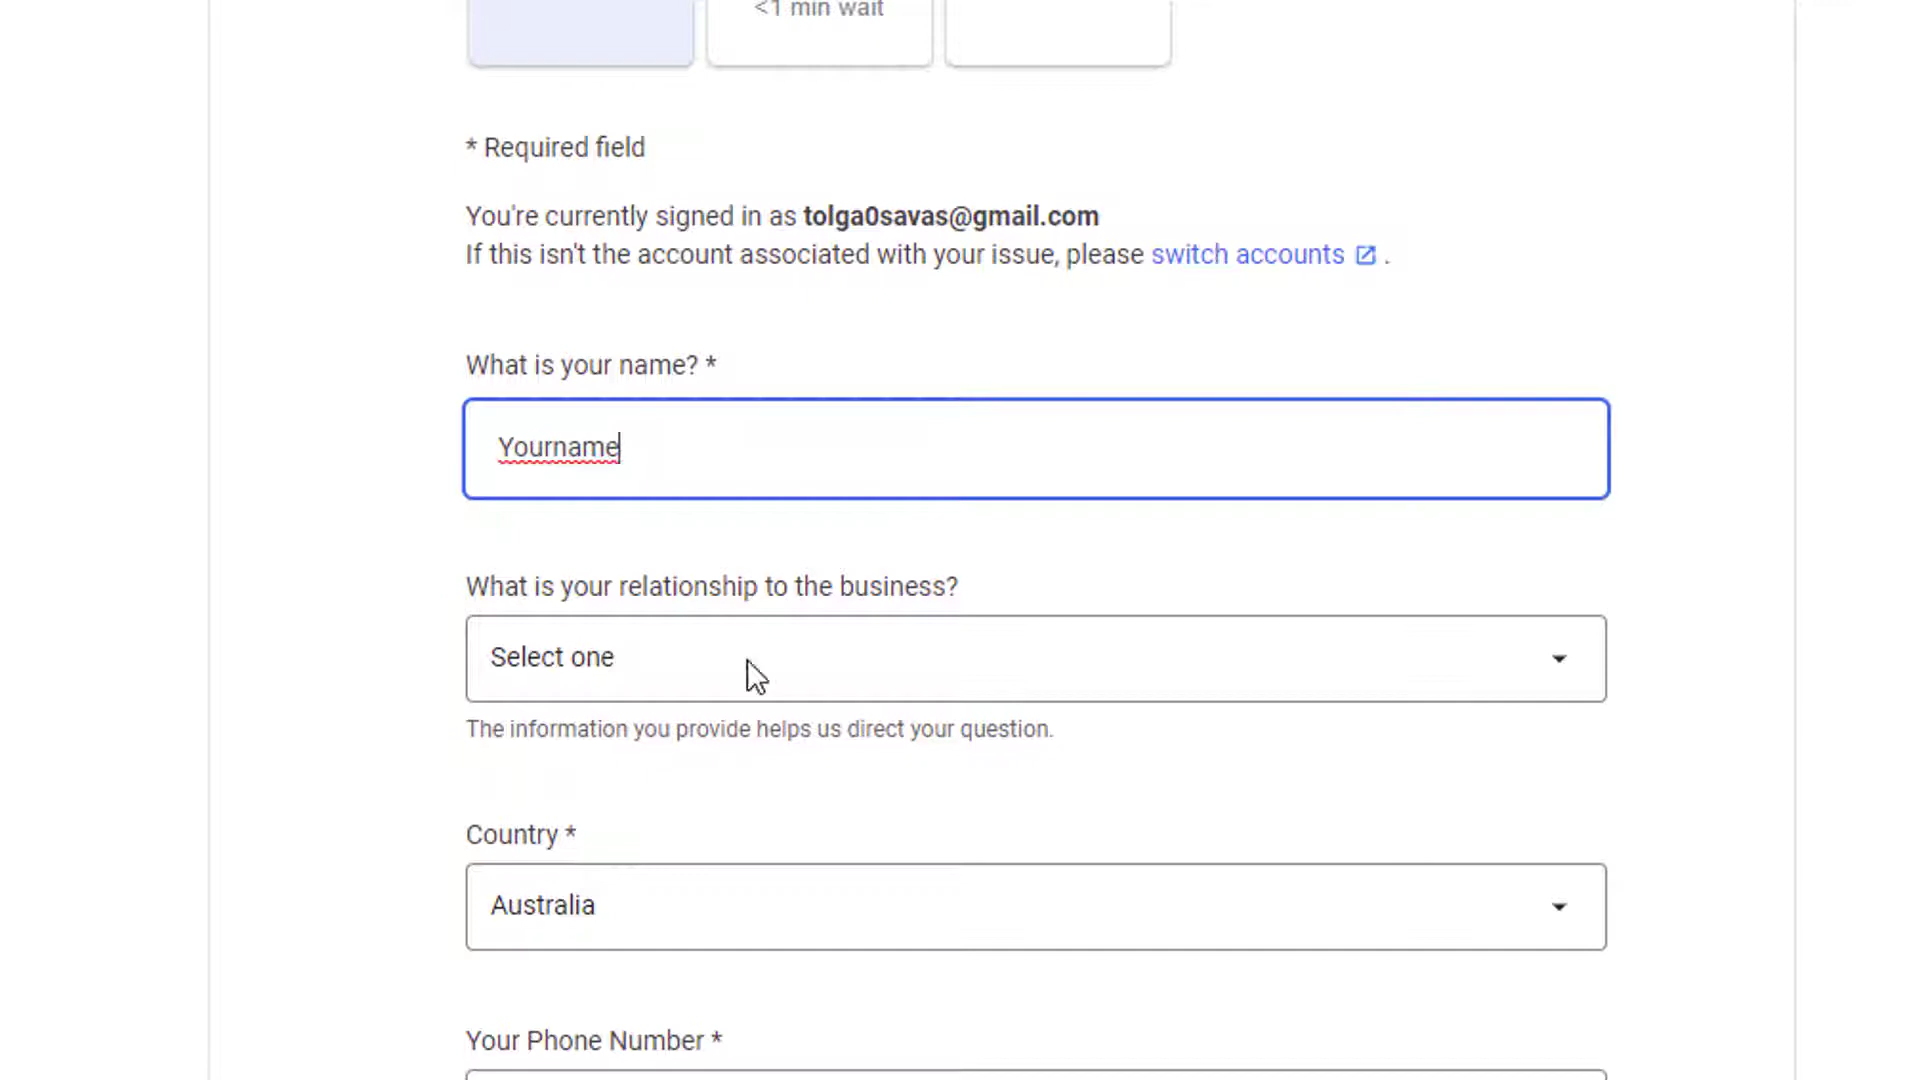 <1 min wait
* Required field
You're currently signed in as tolga0savas@gmail.com
If this isn't the account associated with your issue, please switch accounts .
What is your name? *
Yourname
What is your relationship to the business?
Select one
The information you provide helps us direct your question.
Country *
Australia
Your Phone Number *